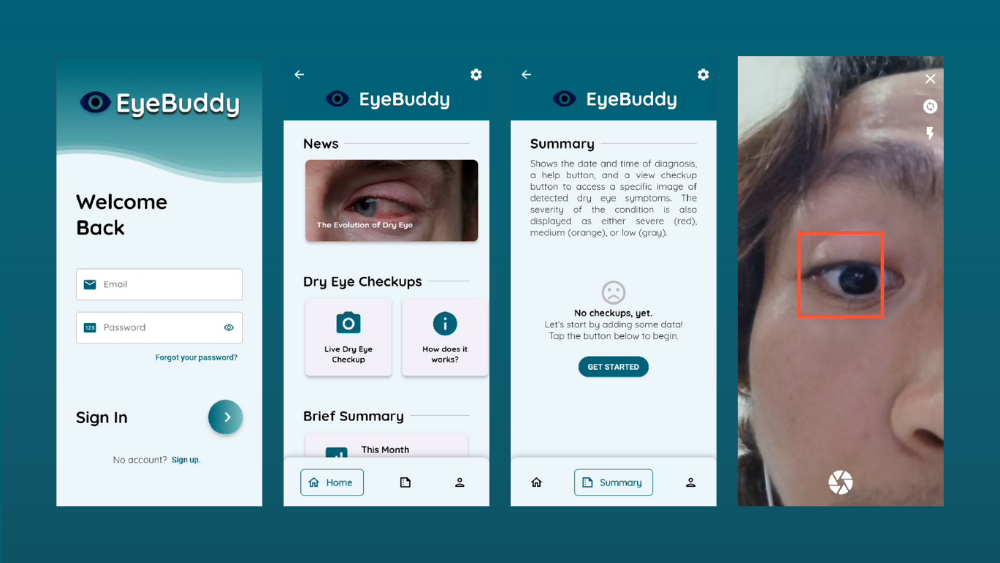 EyeBuddy
Welcome
Back
Email
123
Password
Forgot your password?
Sign In
No account? Sign up.
EyeBuddy
News
The Evolution of Dry Eye
Dry Eye Checkups
Live Dry Eye
Checkup
How does it
works?
Brief Summary
This Month
Home
EyeBuddy
Summary
Shows the date and time of diagnosis,
a help button, and a view checkup
button to access a specific image of
detected dry eye symptoms. The
severity of the condition is also
displayed as either severe (red),
medium (orange), or low (gray).
No checkups, yet.
Let's start by adding some data!
Tap the button below to begin.
GET STARTED
Summary